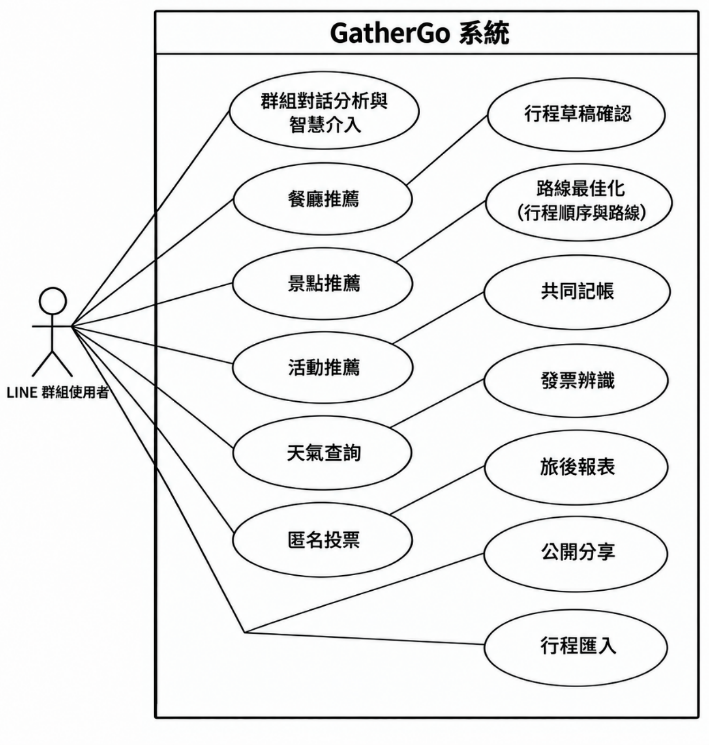 GatherGo 系統
群組對話分析與
智慧介入
餐廳推薦
景點推薦
活動推薦
天氣查詢
匿名投票
行程草稿確認
路線最佳化
（行程順序與路線）
共同記帳
發票辨識
旅後報表
公開分享
行程匯入
LINE 群組使用者